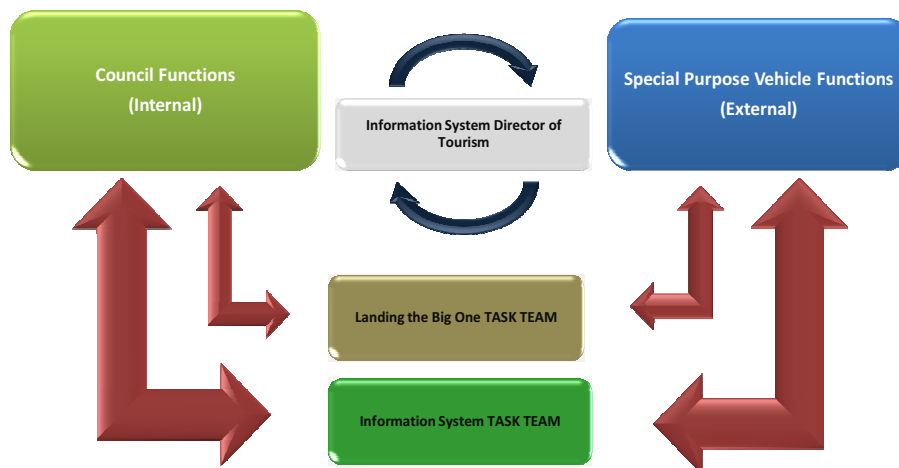 Council Functions
(Internal)
Information System Director of
Tourism
Special Purpose Vehicle Functions
(External)
Landing the Big One TASK TEAM
Information System TASK TEAM